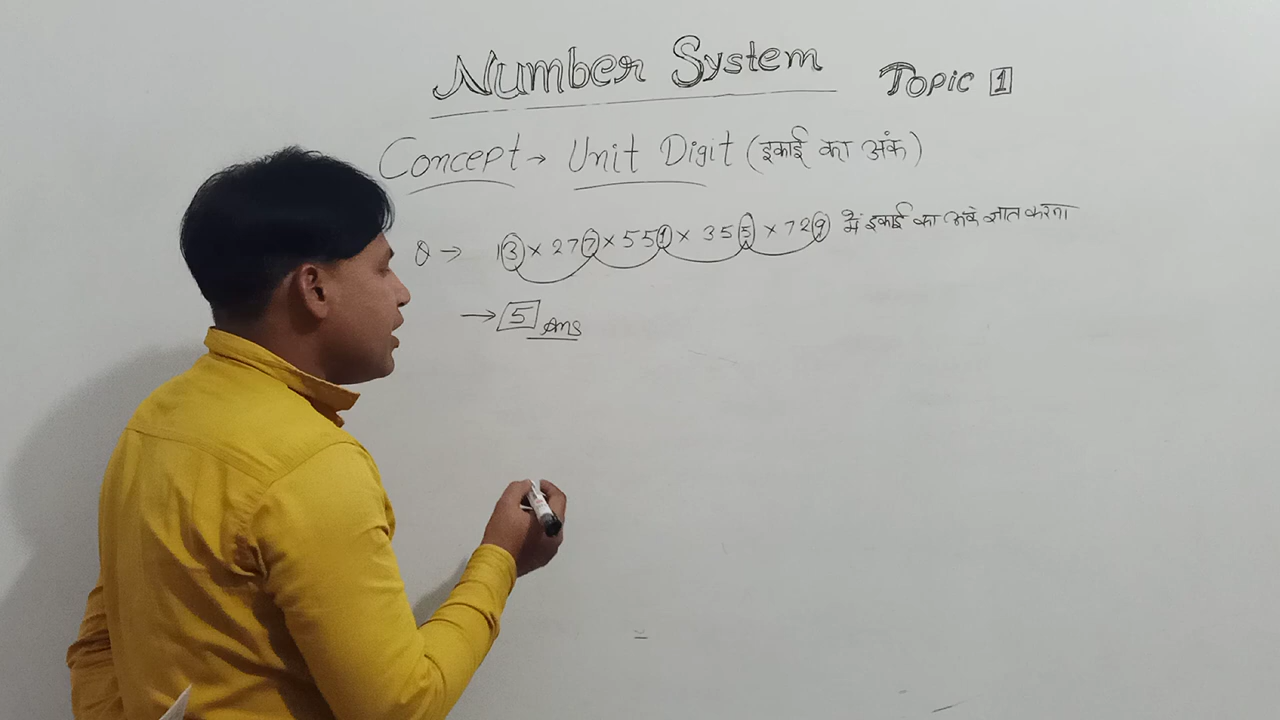 Number System Topic 1
Concept → Unit Digit (इकाई का अंक)
Q → 13 × 277 × 551 × 355 × 729 में इकाई का अंक ज्ञात करना
→ 5 Ans